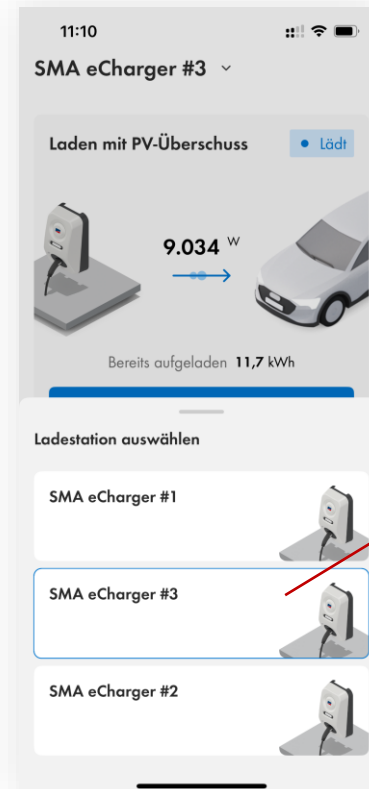 11:10
SMA eCharger #3
Laden mit PV-Überschuss
Lädt
9.034 W
Bereits aufgeladen 11,7 kWh
Ladestation auswählen
SMA eCharger #1
SMA eCharger #3
SMA eCharger #2